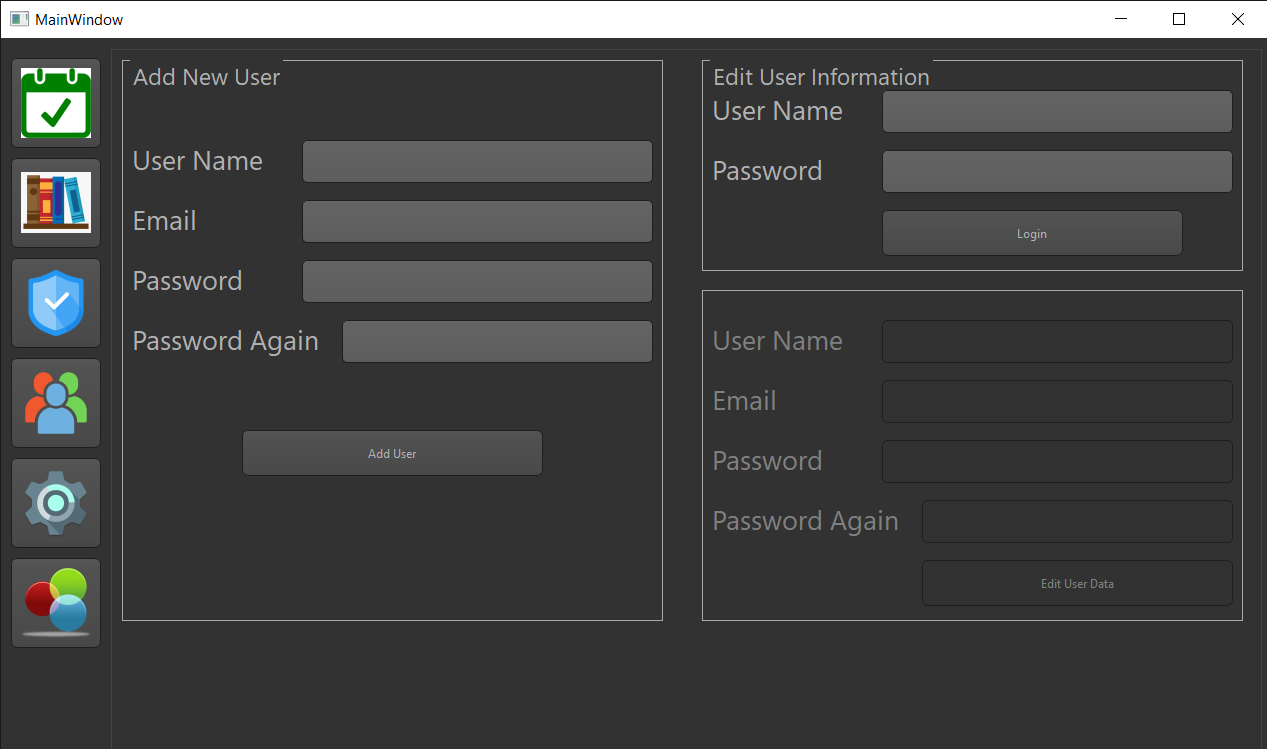 MainWindow
Add New User
User Name
Email
Password
Password Again
Add User
Edit User Information
User Name
Password
Login
User Name
Email
Password
Password Again
Edit User Data